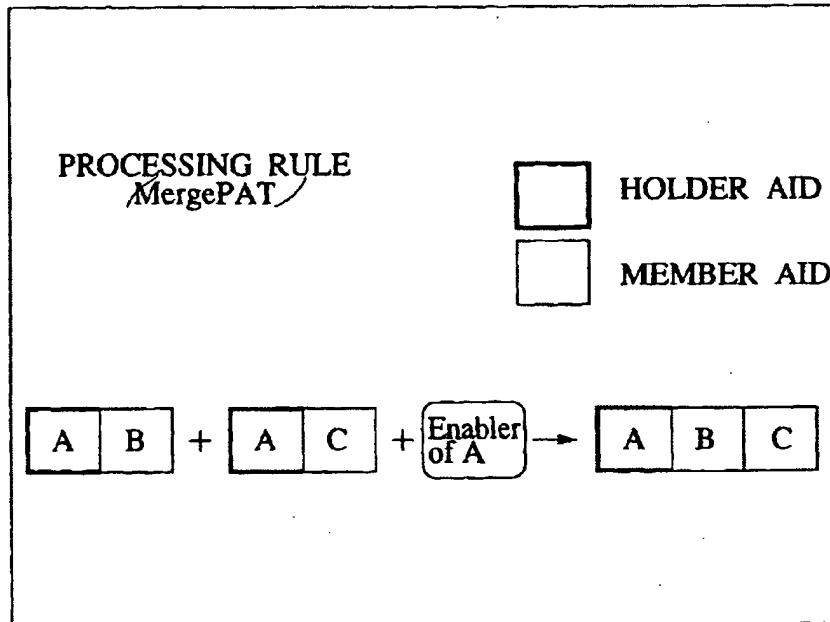 PROCESSING RULE
MergePAT
HOLDER AID
MEMBER AID
A B + A C + Enabler of A → A B C